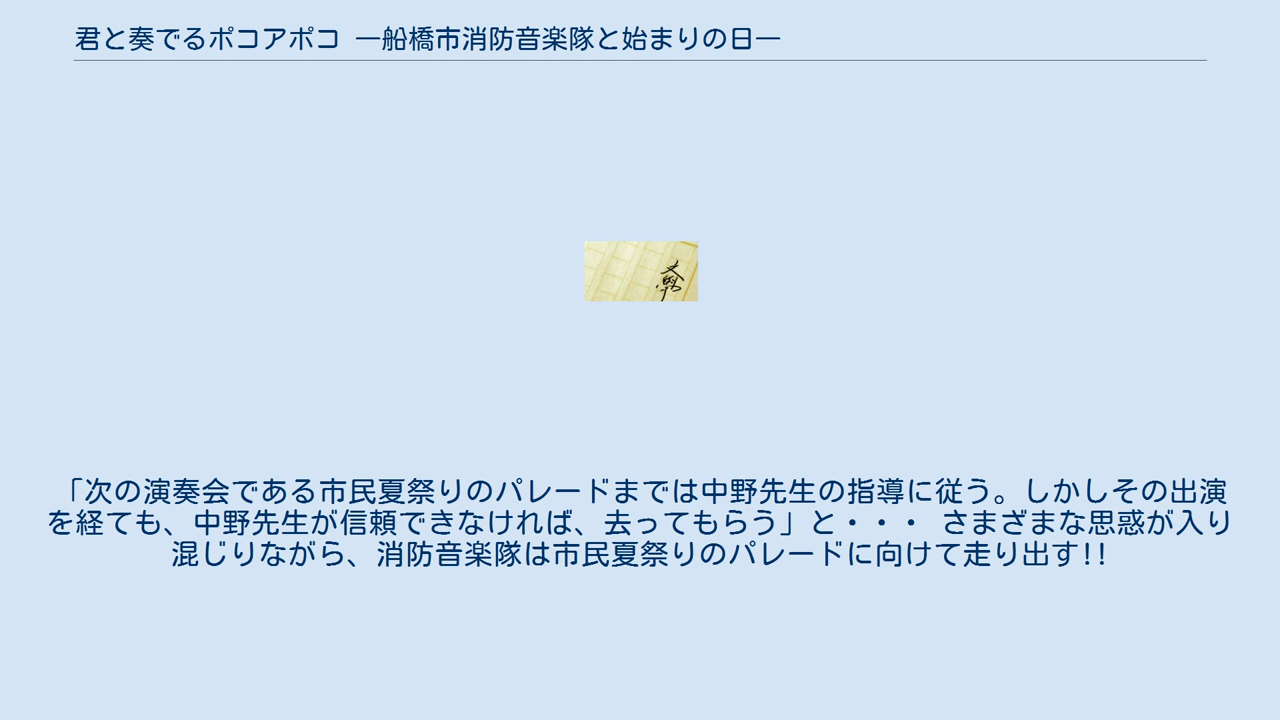 君と奏でるポコアポコ ―船橋市消防音楽隊と始まりの日―
「次の演奏会である市民夏祭りのパレードまでは中野先生の指導に従う。しかしその出演
を経ても、中野先生が信頼できなければ、去ってもらう」と・・・ さまざまな思惑が入り
混じりながら、消防音楽隊は市民夏祭りのパレードに向けて走り出す!!